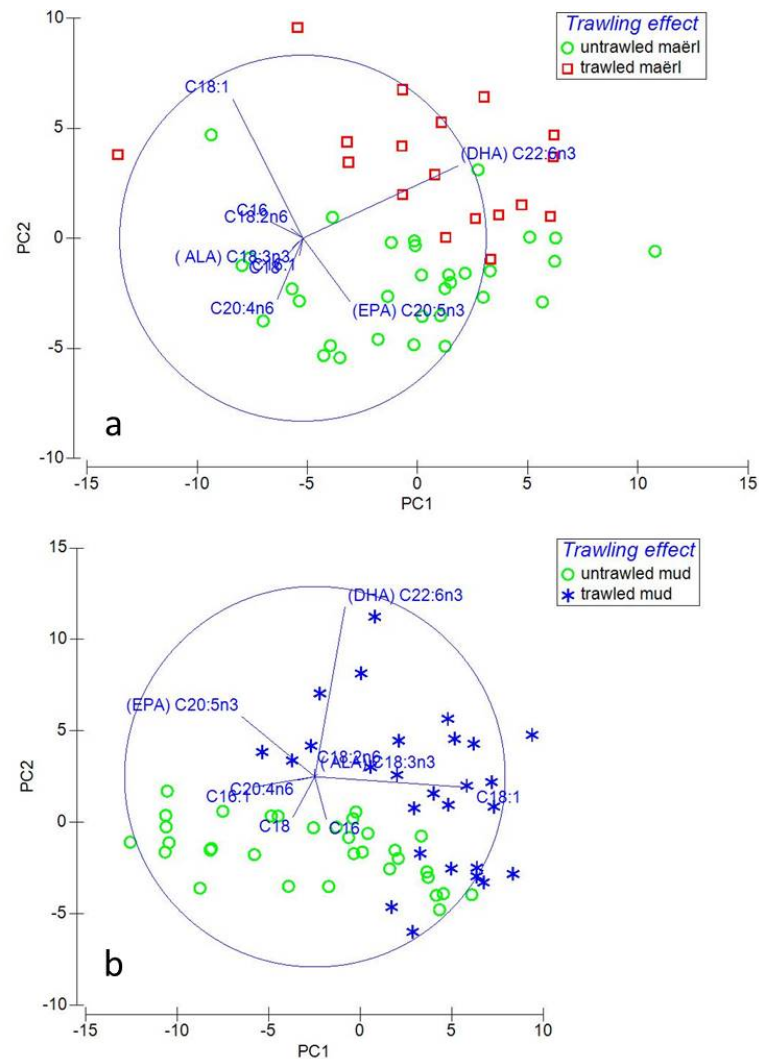 Trawling effect
untrawled maërl
trawled maërl
10
5
0
-5
-10
PC2
C18:1
(DHA) C22:6n3
C16
C18:2n6
( ALA) C18:3n3
C16:1
C18
C20:4n6
(EPA) C20:5n3
a
-15
-10
-5
0
5
10
15
PC1
Trawling effect
untrawled mud
trawled mud
15
10
5
0
-5
-10
PC2
(DHA) C22:6n3
(EPA) C20:5n3
C18:2n6
( ALA) C18:3n3
C20:4n6
C16:1
C18:1
C18
C16
b
-15
-10
-5
0
5
10
PC1